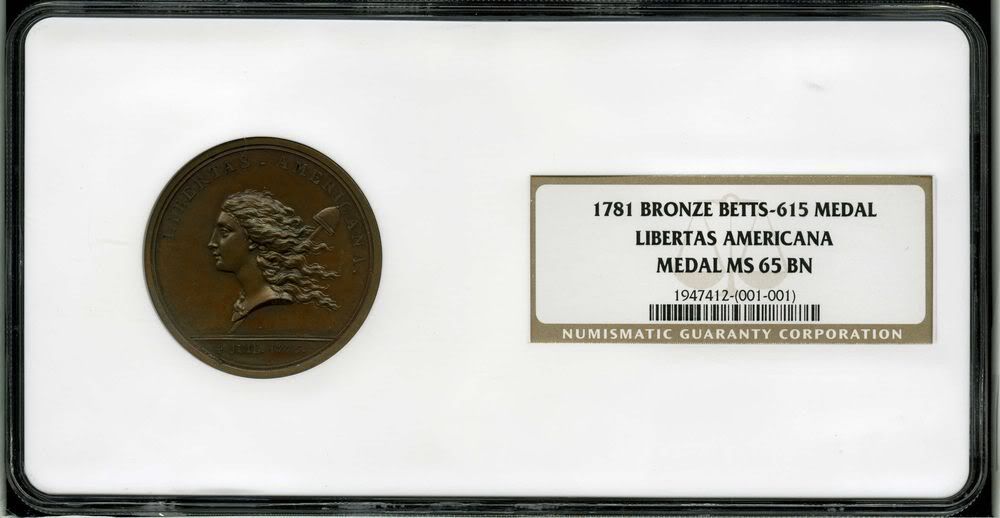 LIBERTAS · AMERICANA.
1781 BRONZE BETTS-615 MEDAL
LIBERTAS AMERICANA
MEDAL MS 65 BN
1947412-(001-001)
NUMISMATIC GUARANTY CORPORATION